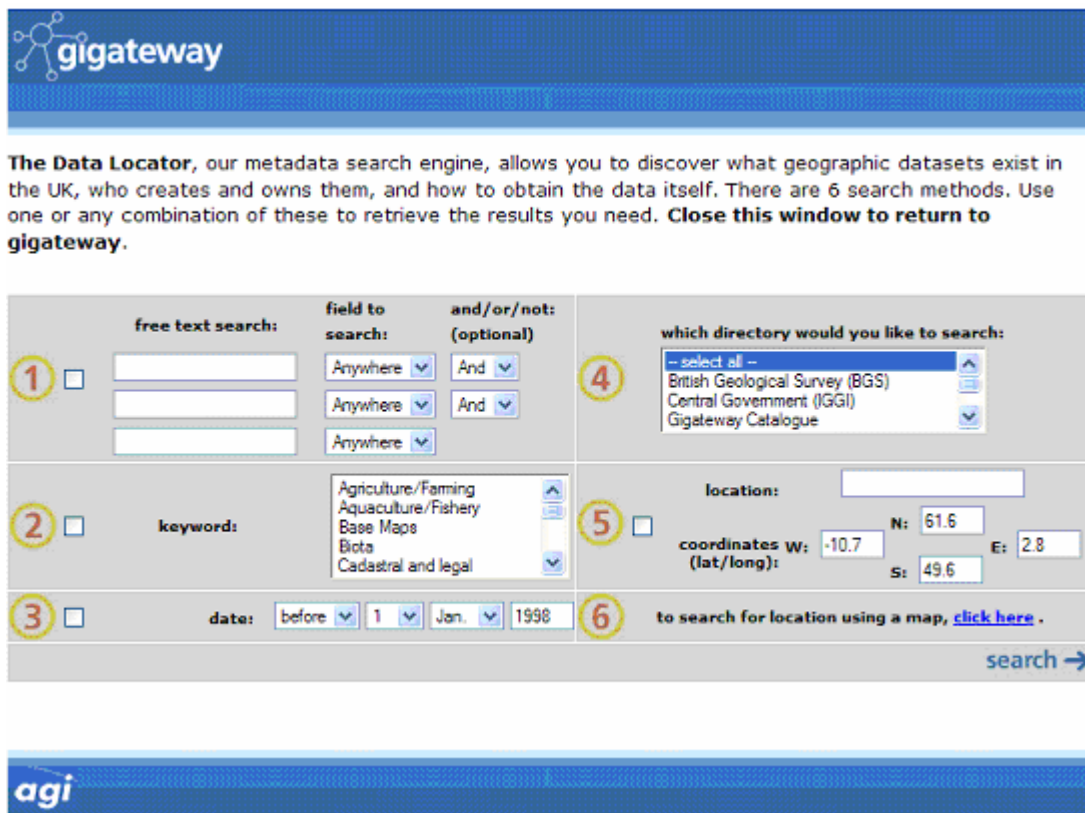 gigateway
The Data Locator, our metadata search engine, allows you to discover what geographic datasets exist in
the UK, who creates and owns them, and how to obtain the data itself. There are 6 search methods. Use
one or any combination of these to retrieve the results you need. Close this window to return to
gigateway.
1
free text search:
field to
search:
and/or/not:
(optional)
Anywhere And
Anywhere And
Anywhere
4
which directory would you like to search:
-- select all --
British Geological Survey (BGS)
Central Government (IGGI)
Gigateway Catalogue
2
keyword:
Agriculture/Farming
Aquaculture/Fishery
Base Maps
Biota
Cadastral and legal
5
location:
coordinates
(lat/long):
N: 61.6
W: -10.7
E: 2.8
S: 49.6
3
date: before 1 Jan. 1998
6
to search for location using a map, click here .
search
agi